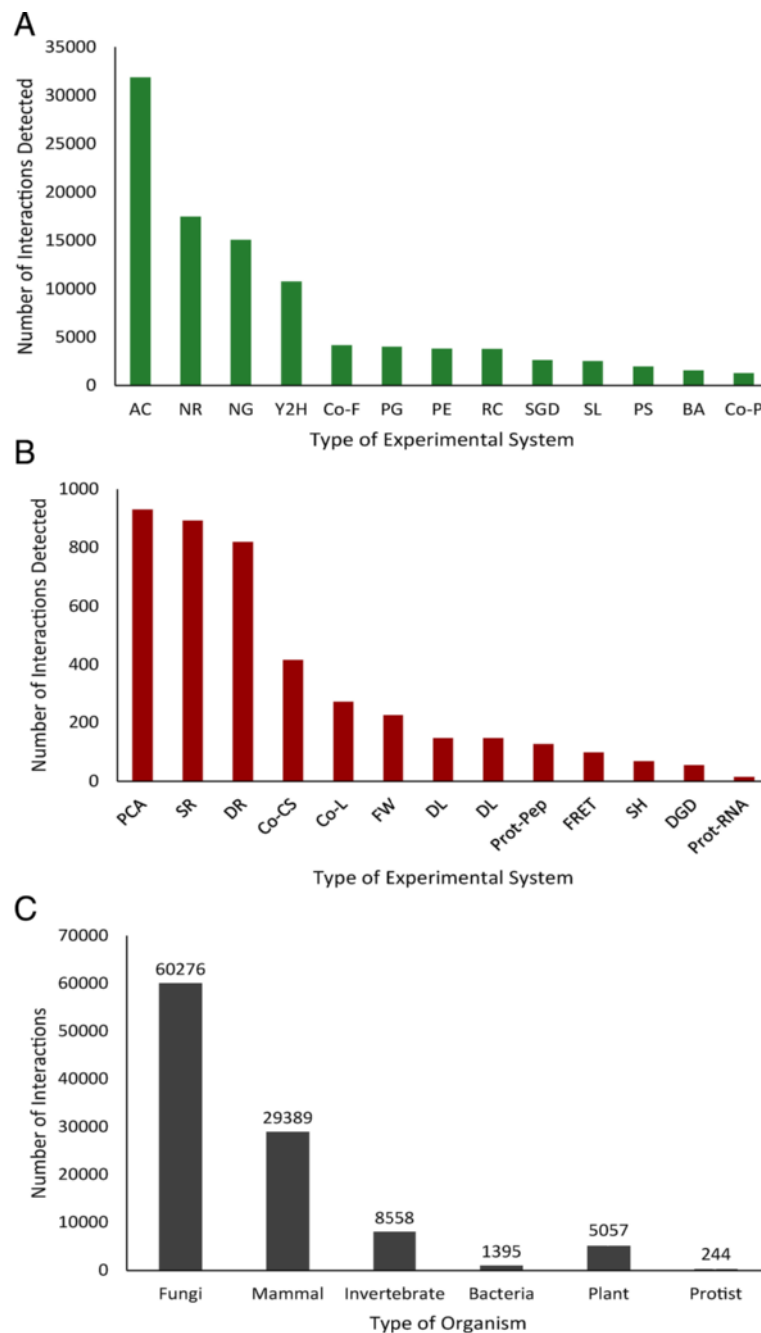 A
Number of Interactions Detected
35000
30000
25000
20000
15000
10000
5000
0
AC NR NG Y2H Co-F PG PE RC SGD SL PS BA Co-P
Type of Experimental System
B
Number of Interactions Detected
1000
800
600
400
200
0
PCA SR DR Co-CS Co-L FW DL DL Prot-Pep FRET SH DGD Prot-RNA
Type of Experimental System
C
Number of Interactions
70000
60000
50000
40000
30000
20000
10000
0
60276
29389
8558
1395
5057
244
Fungi Mammal Invertebrate Bacteria Plant Protist
Type of Organism